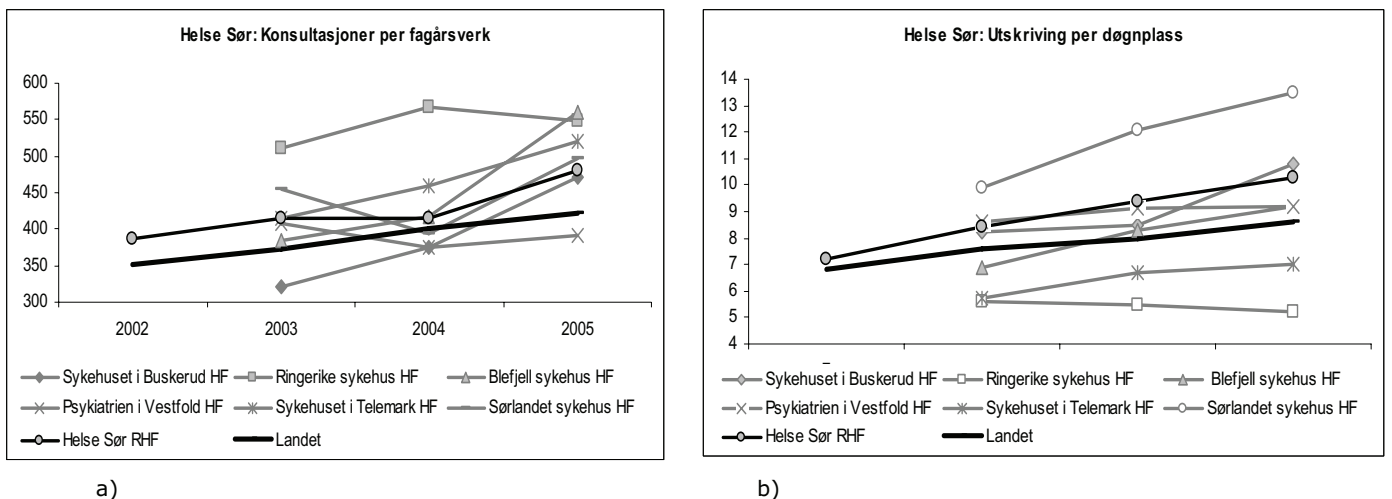 Helse Sør: Konsultasjoner per fagårsverk
600
550
500
450
400
350
300
2002 2003 2004 2005
Sykehuset i Buskerud HF Ringerike sykehus HF Blefjell sykehus HF
Psykiatrien i Vestfold HF Sykehuset i Telemark HF Sørlandet sykehus HF
Helse Sør RHF Landet
a)
Helse Sør: Utskriving per døgnplass
14
13
12
11
10
9
8
7
6
5
4
Sykehuset i Buskerud HF Ringerike sykehus HF Blefjell sykehus HF
Psykiatrien i Vestfold HF Sykehuset i Telemark HF Sørlandet sykehus HF
Helse Sør RHF Landet
b)